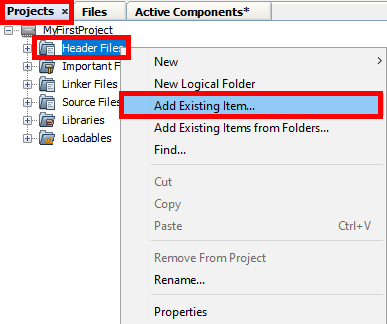 Projects × Files Active Components*
MyFirstProject
Header Files
Important F
Linker Files
Source Files
Libraries
Loadables
New
New Logical Folder
Add Existing Item...
Add Existing Items from Folders...
Find...
Cut
Copy
Paste Ctrl+V
Remove From Project
Rename...
Properties